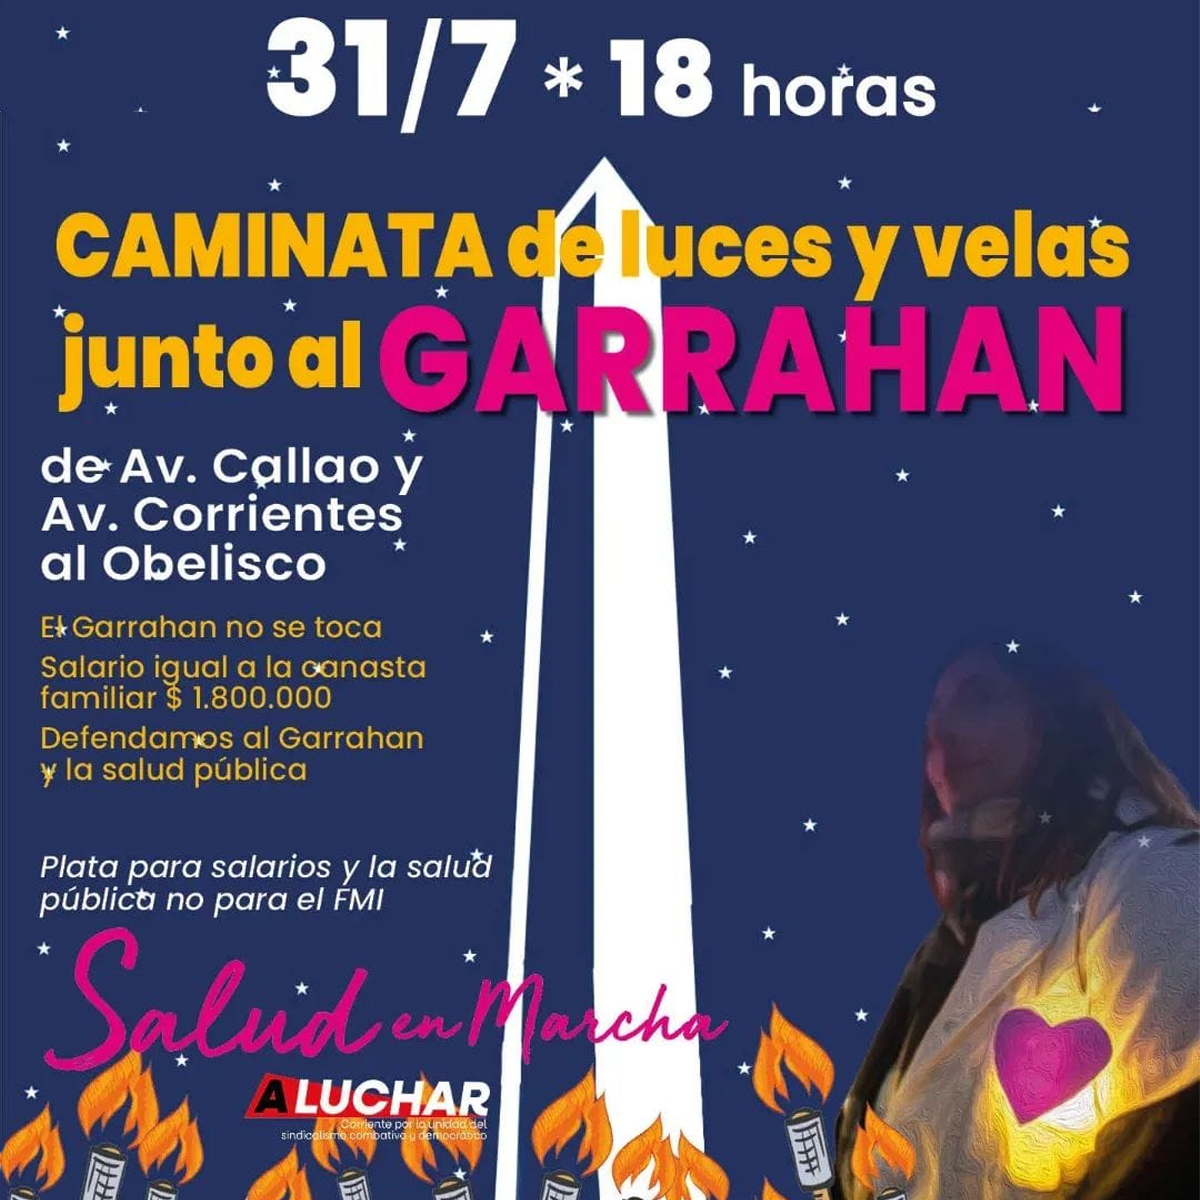 31/7 * 18 horas
CAMINATA de luces y velas
junto al GARRAHAN
de Av. Callao y
Av. Corrientes
al Obelisco
El Garrahan no se toca
Salario igual a la canasta
familiar $ 1.800.000
Defendamos al Garrahan
y la salud pública
Plata para salarios y la salud
pública no para el FMI
Salud en Marcha
A LUCHAR
Corriente por la unidad del
sindicalismo combativo y democrático